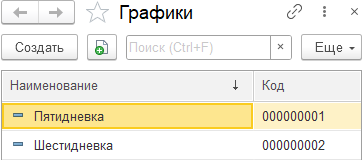 Графики
Создать Поиск (Ctrl+F) × Еще
Наименование ↓ Код
Пятидневка 000000001
Шестидневка 000000002